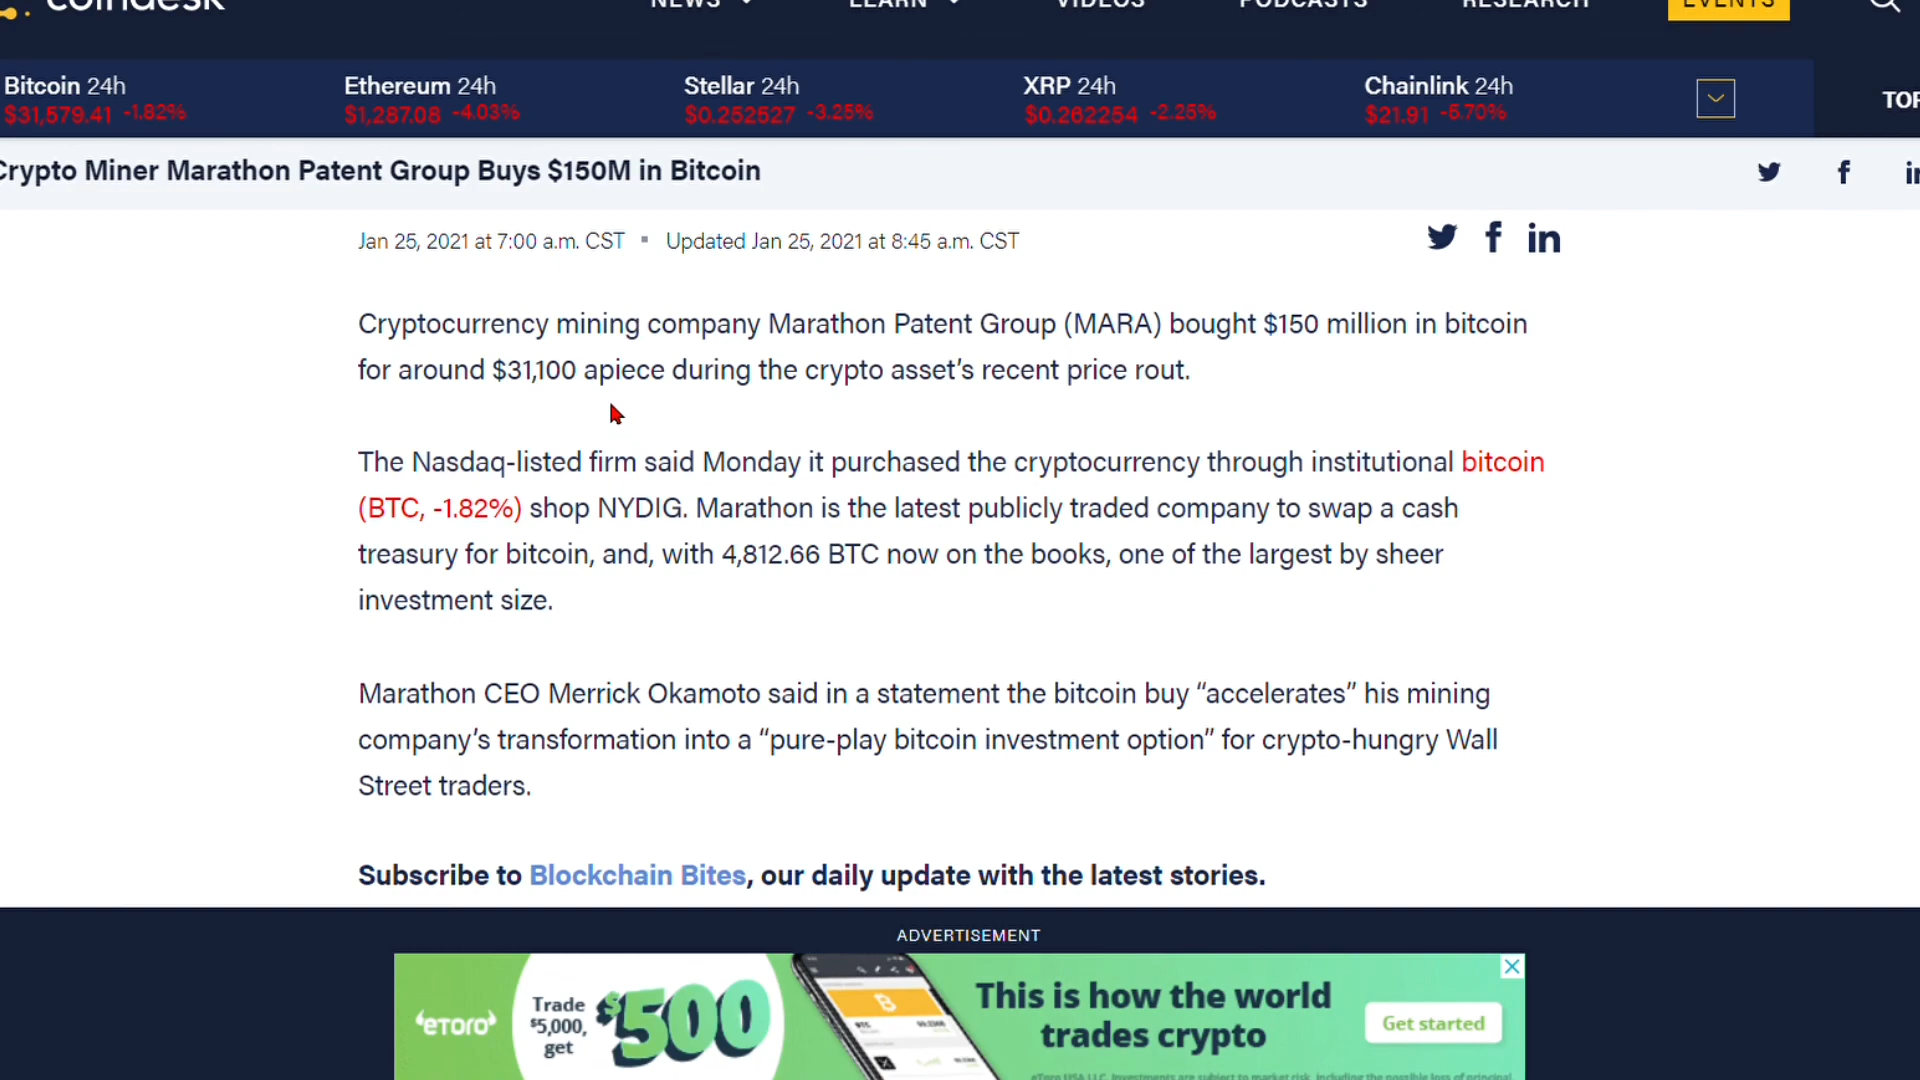 coindesk
NEWS LEARN VIDEOS PODCASTS RESEARCH EVENTS
Bitcoin 24h Ethereum 24h Stellar 24h XRP 24h Chainlink 24h
$31,579.41 -1.82% $1,287.08 -4.03% $0.252527 -3.25% $0.262254 -2.25% $21.91 -5.70%
Crypto Miner Marathon Patent Group Buys $150M in Bitcoin
Jan 25, 2021 at 7:00 a.m. CST ▪ Updated Jan 25, 2021 at 8:45 a.m. CST
Cryptocurrency mining company Marathon Patent Group (MARA) bought $150 million in bitcoin
for around $31,100 apiece during the crypto asset’s recent price rout.
The Nasdaq-listed firm said Monday it purchased the cryptocurrency through institutional bitcoin
(BTC, -1.82%) shop NYDIG. Marathon is the latest publicly traded company to swap a cash
treasury for bitcoin, and, with 4,812.66 BTC now on the books, one of the largest by sheer
investment size.
Marathon CEO Merrick Okamoto said in a statement the bitcoin buy “accelerates” his mining
company’s transformation into a “pure-play bitcoin investment option” for crypto-hungry Wall
Street traders.
Subscribe to Blockchain Bites, our daily update with the latest stories.
ADVERTISEMENT
eToro
Trade
$5,000,
get
$500
BTC
This is how the world
trades crypto
Get started